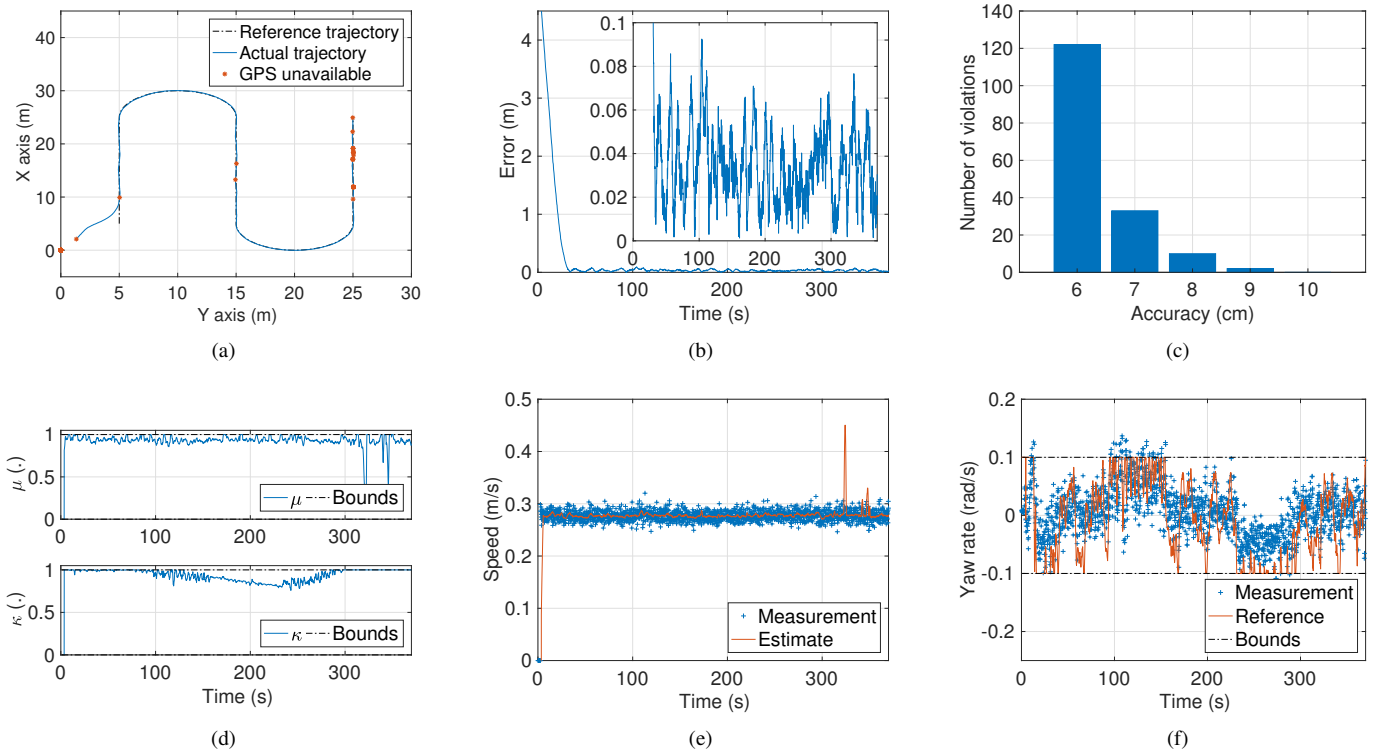 40
30
20
10
0
X axis (m)
Reference trajectory
Actual trajectory
GPS unavailable
0 5 10 15 20 25 30
Y axis (m)
(a)
4
3
2
1
0
Error (m)
0.1
0.08
0.06
0.04
0.02
0
0 100 200 300
0 100 200 300
Time (s)
(b)
140
120
100
80
60
40
20
0
Number of violations
6 7 8 9 10
Accuracy (cm)
(c)
1
0.5
0
μ (.)
μ Bounds
0 100 200 300
1
0.5
0
κ (.)
κ Bounds
0 100 200 300
Time (s)
(d)
0.5
0.4
0.3
0.2
0.1
0
Speed (m/s)
Measurement
Estimate
0 100 200 300
Time (s)
(e)
0.2
0.1
0
-0.1
-0.2
Yaw rate (rad/s)
Measurement
Reference
Bounds
0 100 200 300
Time (s)
(f)